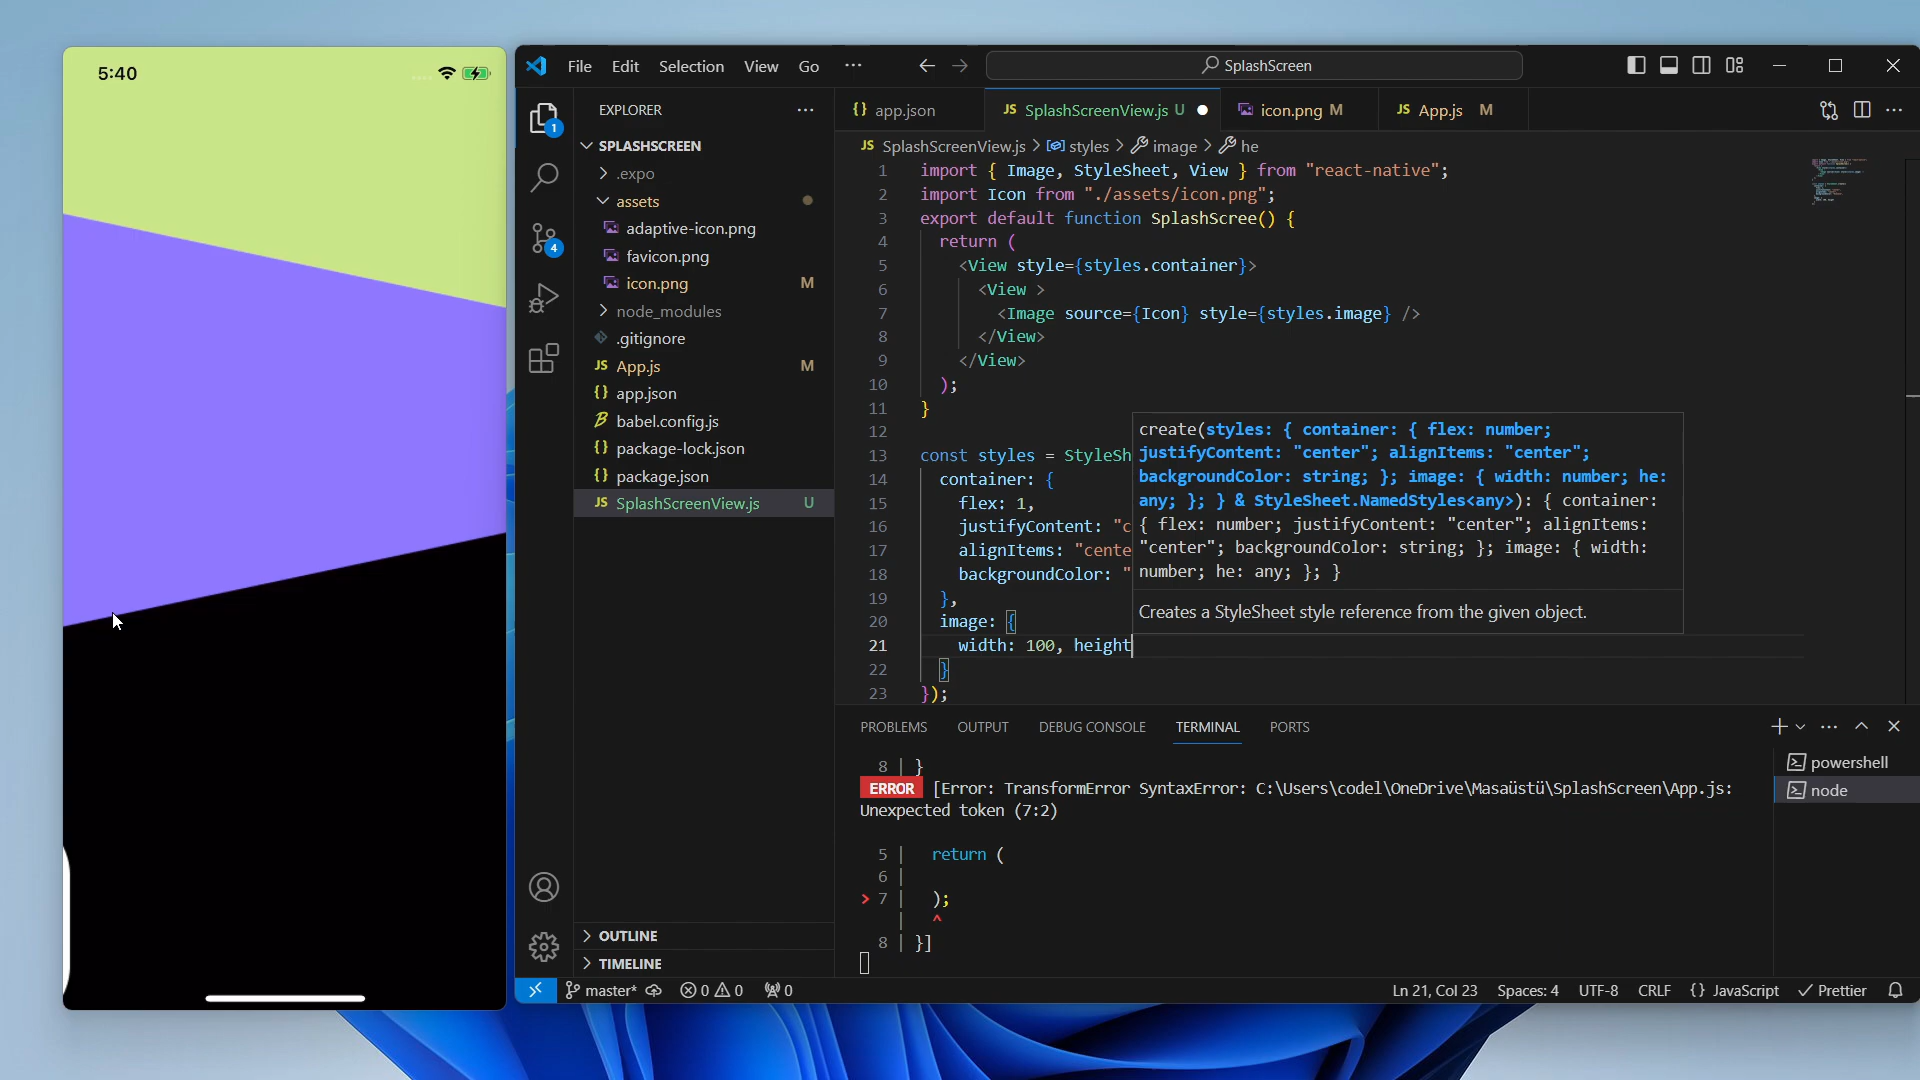 5:40
File Edit Selection View Go ···
SplashScreen
EXPLORER ···
SPLASHSCREEN
.expo
assets
adaptive-icon.png
favicon.png
icon.png M
node_modules
.gitignore
App.js M
app.json
babel.config.js
package-lock.json
package.json
SplashScreenView.js U
OUTLINE
TIMELINE
1
4
{} app.json
JS SplashScreenView.js U
icon.png M
JS App.js M
JS SplashScreenView.js > styles > image > he
1 import { Image, StyleSheet, View } from "react-native";
2 import Icon from "./assets/icon.png";
3 export default function SplashScree() {
4 return (
5 <View style={styles.container}>
6 <View >
7 <Image source={Icon} style={styles.image} />
8 </View>
9 </View>
10 );
11 }
12
13 const styles = StyleSh
14 container: {
15 flex: 1,
16 justifyContent: "c
17 alignItems: "cente
18 backgroundColor: "
19 },
20 image: {
21 width: 100, height
22 }
23 });
create(styles: { container: { flex: number;
justifyContent: "center"; alignItems: "center";
backgroundColor: string; }; image: { width: number; he:
any; }; } & StyleSheet.NamedStyles<any>): { container:
{ flex: number; justifyContent: "center"; alignItems:
"center"; backgroundColor: string; }; image: { width:
number; he: any; }; }
Creates a StyleSheet style reference from the given object.
PROBLEMS OUTPUT DEBUG CONSOLE TERMINAL PORTS
8 | }
ERROR [Error: TransformError SyntaxError: C:\Users\codel\OneDrive\Masaüstü\SplashScreen\App.js:
Unexpected token (7:2)
5 | return (
6 |
> 7 | );
| ^
8 | }]
powershell
node
master* 0 0 0
Ln 21, Col 23 Spaces: 4 UTF-8 CRLF {} JavaScript Prettier